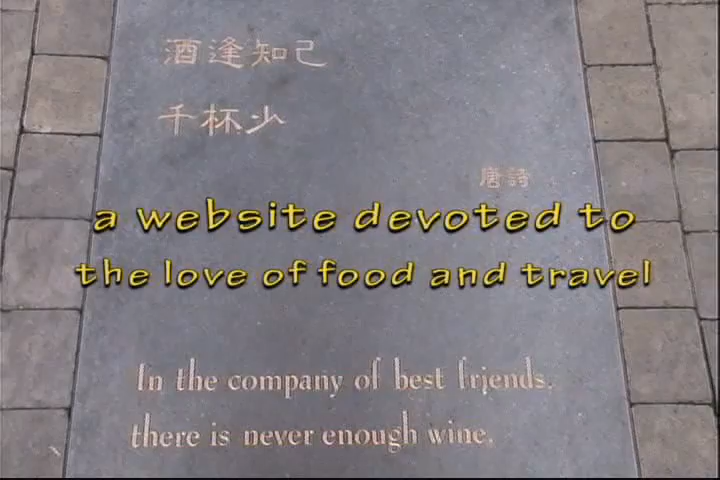 酒逢知己
千杯少
唐詩
a website devoted to
the love of food and travel
In the company of best friends,
there is never enough wine.